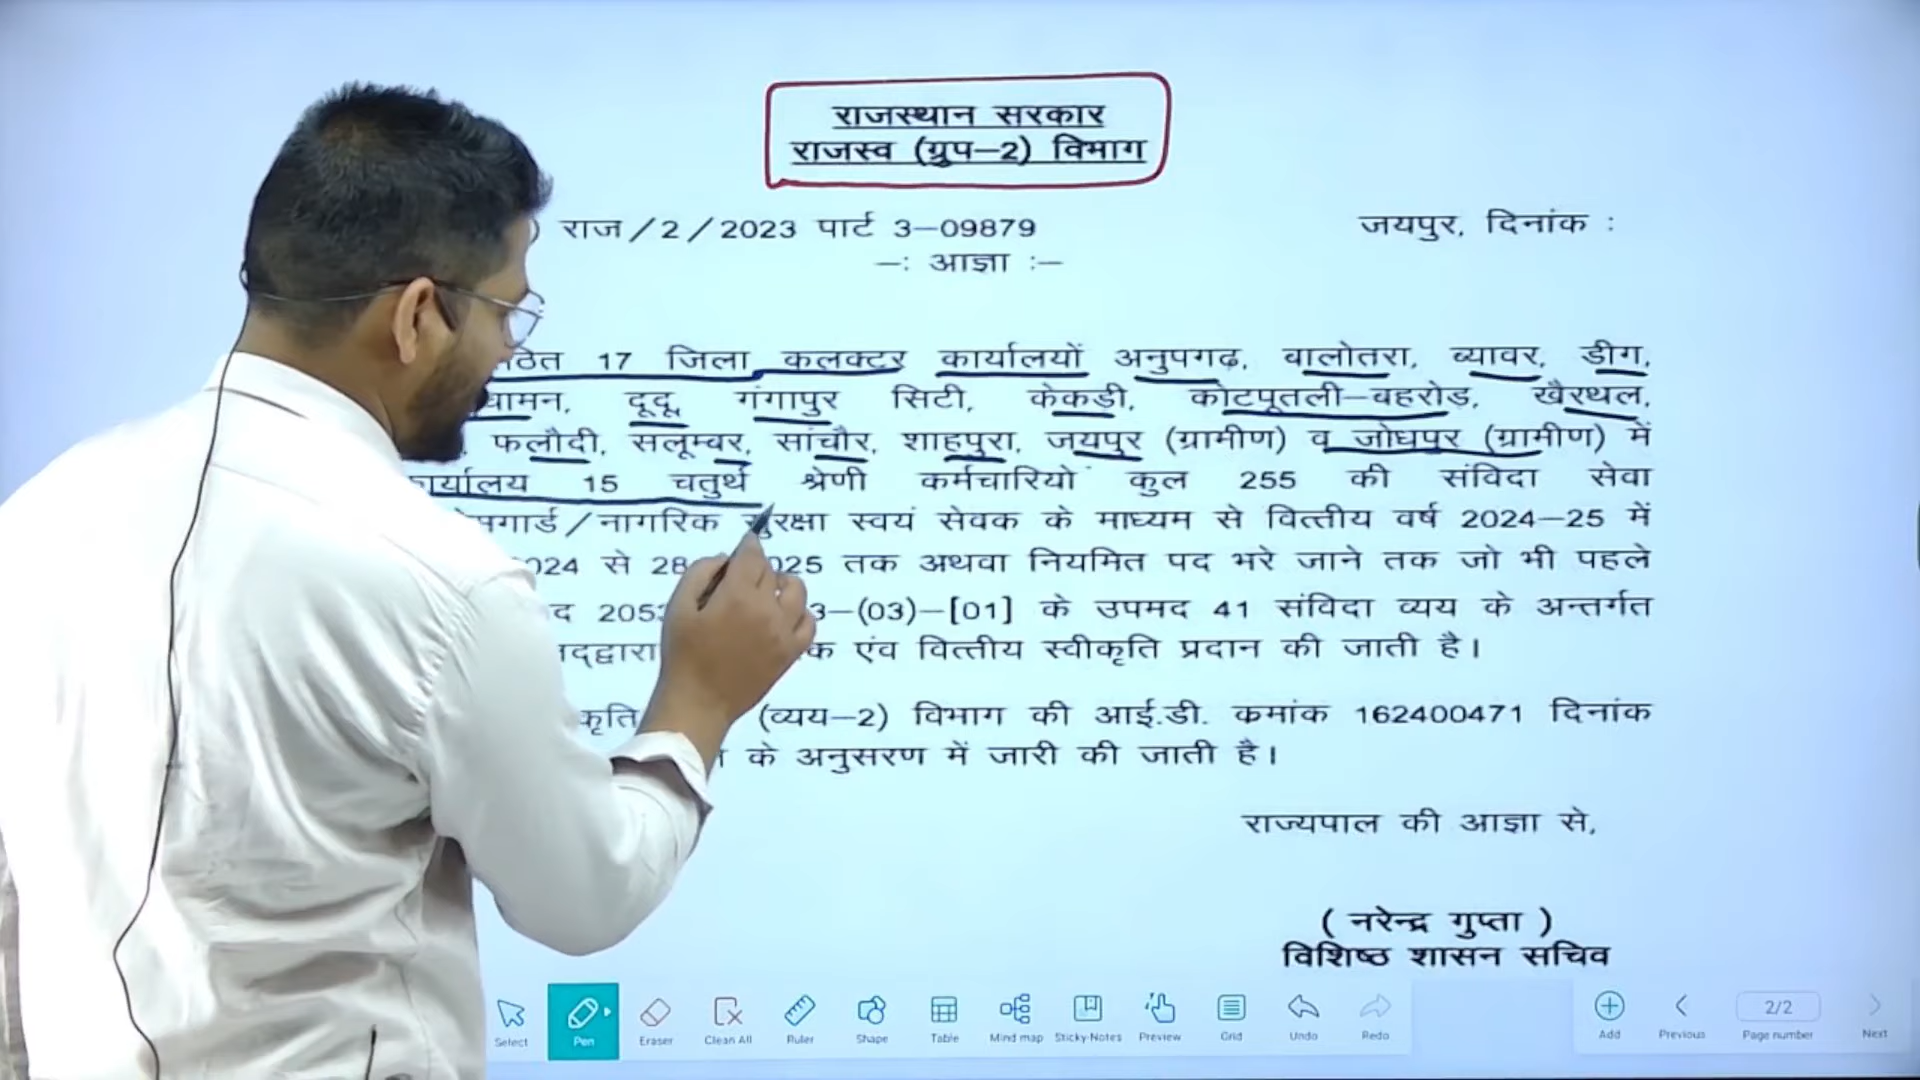 राजस्थान सरकार
राजस्व (ग्रुप–2) विभाग
राज/2/2023 पार्ट 3–09879
जयपुर, दिनांक :
–: आज्ञा :–
17 जिला कलक्टर कार्यालयों अनुपगढ, बालोतरा, ब्यावर, डीग,
दूदू, गंगापुर सिटी, केकडी, कोटपूतली–बहरोड, खैरथल,
फलौदी, सलूम्बर, सांचौर, शाहपुरा, जयपुर (ग्रामीण) व जोधपुर (ग्रामीण) में
15 चतुर्थ श्रेणी कर्मचारियो कुल 255 की संविदा सेवा
/नागरिक सुरक्षा स्वयं सेवक के माध्यम से वित्तीय वर्ष 2024–25 में
से 28 तक अथवा नियमित पद भरे जाने तक जो भी पहले
3–(03)–[01] के उपमद 41 संविदा व्यय के अन्तर्गत
एंव वित्तीय स्वीकृति प्रदान की जाती है।
(व्यय–2) विभाग की आई.डी. कमांक 162400471 दिनांक
के अनुसरण में जारी की जाती है।
राज्यपाल की आज्ञा से,
( नरेन्द्र गुप्ता )
विशिष्ठ शासन सचिव
Select Pen Eraser Clean All Ruler Shape Table Mind map Sticky-Notes Preview Grid Undo Redo Add Previous 2/2 Page number Next